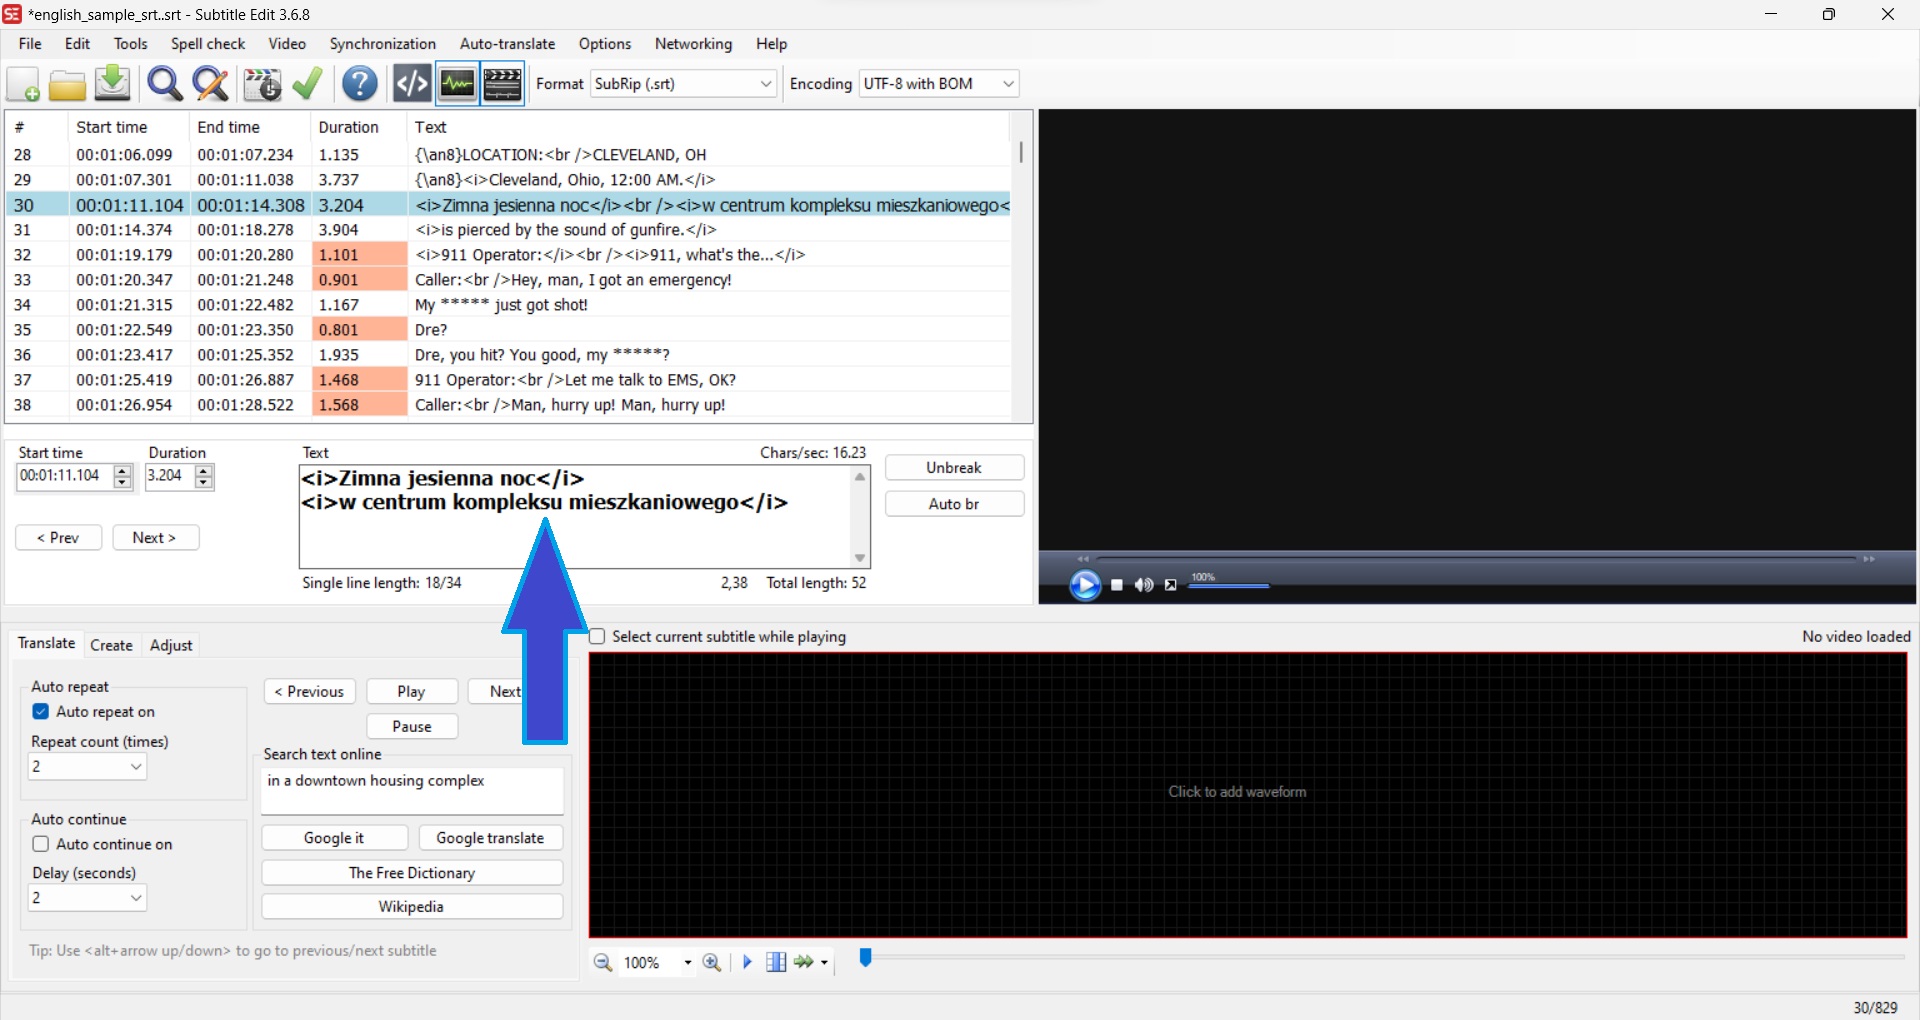 *english_sample_srt..srt - Subtitle Edit 3.6.8
File Edit Tools Spell check Video Synchronization Auto-translate Options Networking Help
Format SubRip (.srt) Encoding UTF-8 with BOM
# Start time End time Duration Text
28 00:01:06.099 00:01:07.234 1.135 {\an8}LOCATION:<br />CLEVELAND, OH
29 00:01:07.301 00:01:11.038 3.737 {\an8}<i>Cleveland, Ohio, 12:00 AM.</i>
30 00:01:11.104 00:01:14.308 3.204 <i>Zimna jesienna noc</i><br /><i>w centrum kompleksu mieszkaniowego<
31 00:01:14.374 00:01:18.278 3.904 <i>is pierced by the sound of gunfire.</i>
32 00:01:19.179 00:01:20.280 1.101 <i>911 Operator:</i><br /><i>911, what's the...</i>
33 00:01:20.347 00:01:21.248 0.901 Caller:<br />Hey, man, I got an emergency!
34 00:01:21.315 00:01:22.482 1.167 My ***** just got shot!
35 00:01:22.549 00:01:23.350 0.801 Dre?
36 00:01:23.417 00:01:25.352 1.935 Dre, you hit? You good, my *****?
37 00:01:25.419 00:01:26.887 1.468 911 Operator:<br />Let me talk to EMS, OK?
38 00:01:26.954 00:01:28.522 1.568 Caller:<br />Man, hurry up! Man, hurry up!
Start time Duration Text Chars/sec: 16.23
00:01:11.104 3.204
<i>Zimna jesienna noc</i>
<i>w centrum kompleksu mieszkaniowego</i>
Unbreak
Auto br
< Prev Next >
Single line length: 18/34 2,38 Total length: 52
100%
Translate Create Adjust
Select current subtitle while playing No video loaded
Auto repeat
Auto repeat on
Repeat count (times)
2
< Previous Play Next
Pause
Search text online
in a downtown housing complex
Google it Google translate
The Free Dictionary
Wikipedia
Auto continue
Auto continue on
Delay (seconds)
2
Click to add waveform
Tip: Use <alt+arrow up/down> to go to previous/next subtitle
100%
30/829